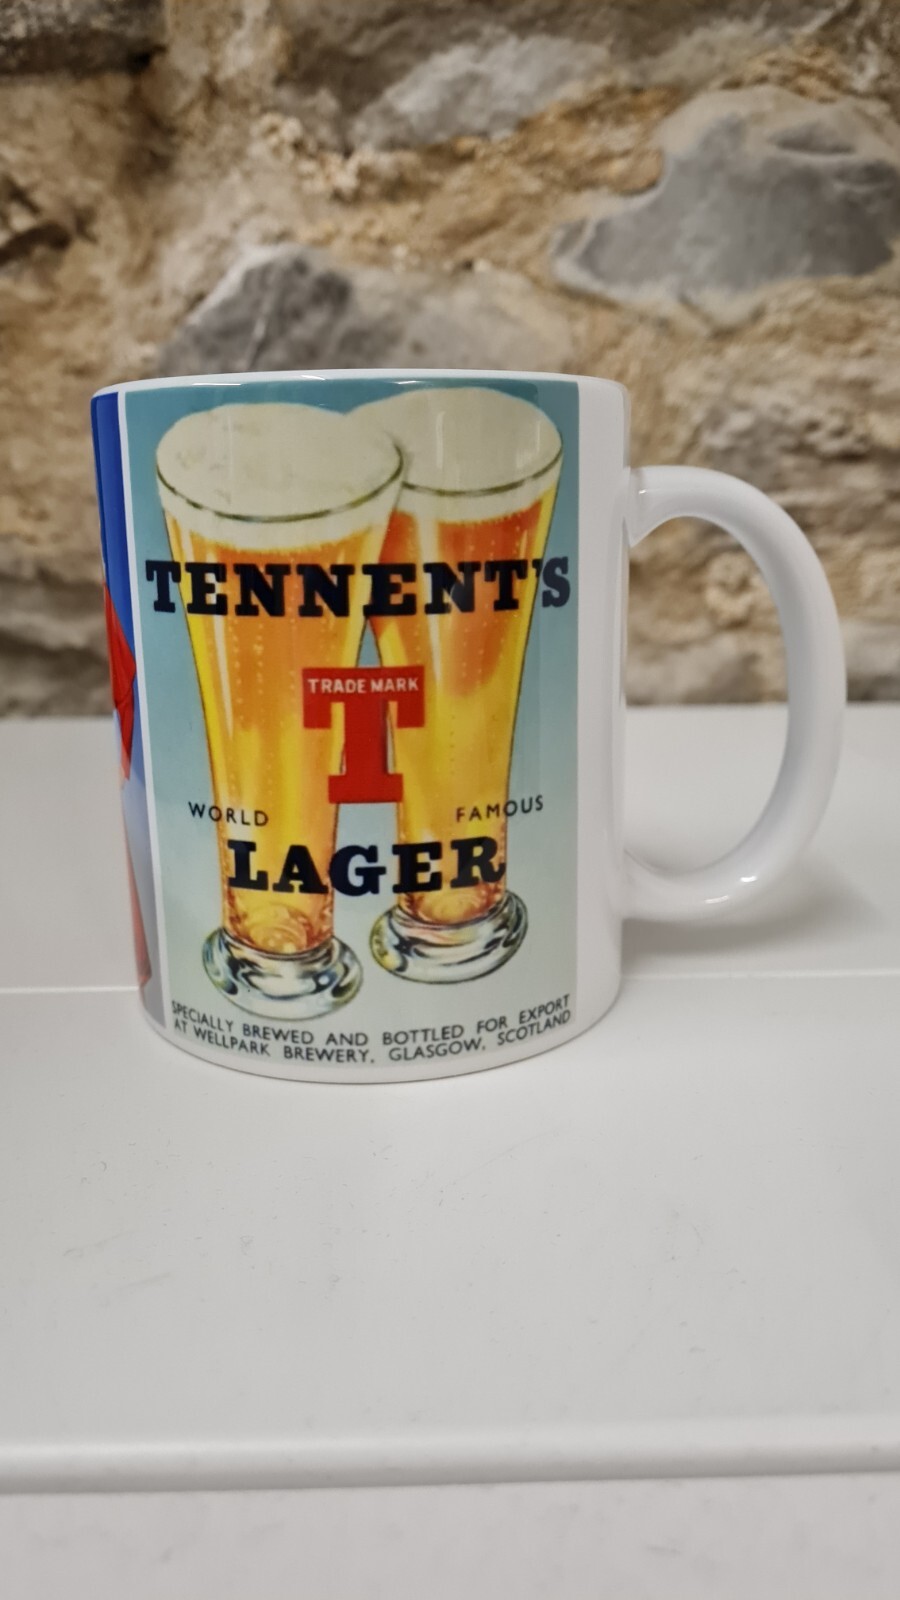 TENNENT'S
TRADE MARK
T
WORLD FAMOUS
LAGER
SPECIALLY BREWED AND BOTTLED FOR EXPORT
AT WELLPARK BREWERY, GLASGOW, SCOTLAND